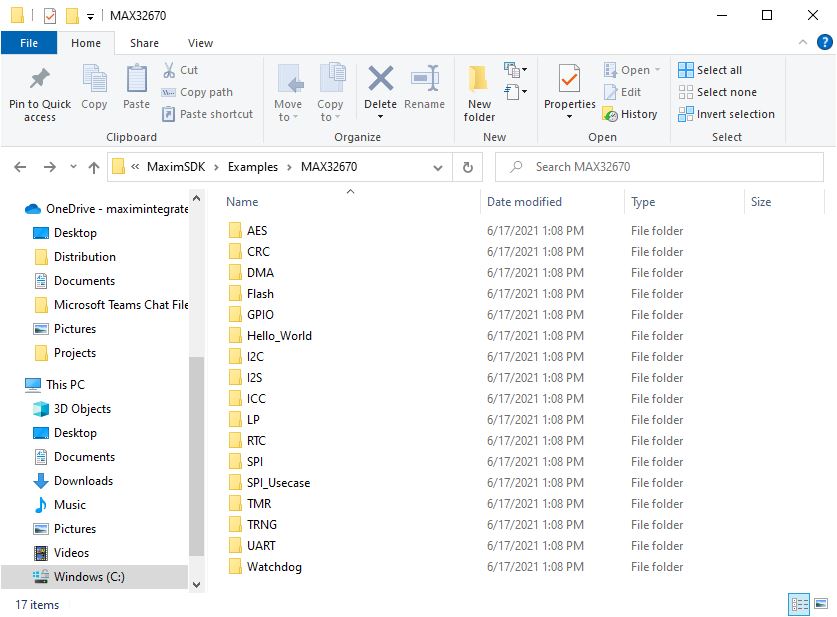 MAX32670
File Home Share View
Pin to Quick access
Copy
Paste
Cut
Copy path
Paste shortcut
Clipboard
Move to
Copy to
Delete
Rename
Organize
New folder
New
Properties
Open
Edit
History
Open
Select all
Select none
Invert selection
Select
« MaximSDK > Examples > MAX32670
Search MAX32670
OneDrive - maximintegrate
Desktop
Distribution
Documents
Microsoft Teams Chat File
Pictures
Projects
This PC
3D Objects
Desktop
Documents
Downloads
Music
Pictures
Videos
Windows (C:)
Name Date modified Type Size
AES 6/17/2021 1:08 PM File folder
CRC 6/17/2021 1:08 PM File folder
DMA 6/17/2021 1:08 PM File folder
Flash 6/17/2021 1:08 PM File folder
GPIO 6/17/2021 1:08 PM File folder
Hello_World 6/17/2021 1:08 PM File folder
I2C 6/17/2021 1:08 PM File folder
I2S 6/17/2021 1:08 PM File folder
ICC 6/17/2021 1:08 PM File folder
LP 6/17/2021 1:08 PM File folder
RTC 6/17/2021 1:08 PM File folder
SPI 6/17/2021 1:08 PM File folder
SPI_Usecase 6/17/2021 1:08 PM File folder
TMR 6/17/2021 1:08 PM File folder
TRNG 6/17/2021 1:08 PM File folder
UART 6/17/2021 1:08 PM File folder
Watchdog 6/17/2021 1:08 PM File folder
17 items